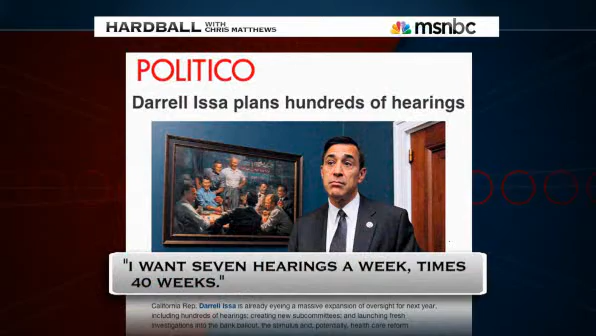 HARDBALL WITH CHRIS MATTHEWS msnbc
POLITICO
Darrell Issa plans hundreds of hearings
"I WANT SEVEN HEARINGS A WEEK, TIMES
40 WEEKS."
California Rep. Darrell Issa is already eyeing a massive expansion of oversight for next year,
including hundreds of hearings; creating new subcommittees; and launching fresh
investigations into the bank bailout, the stimulus and, potentially, health care reform.